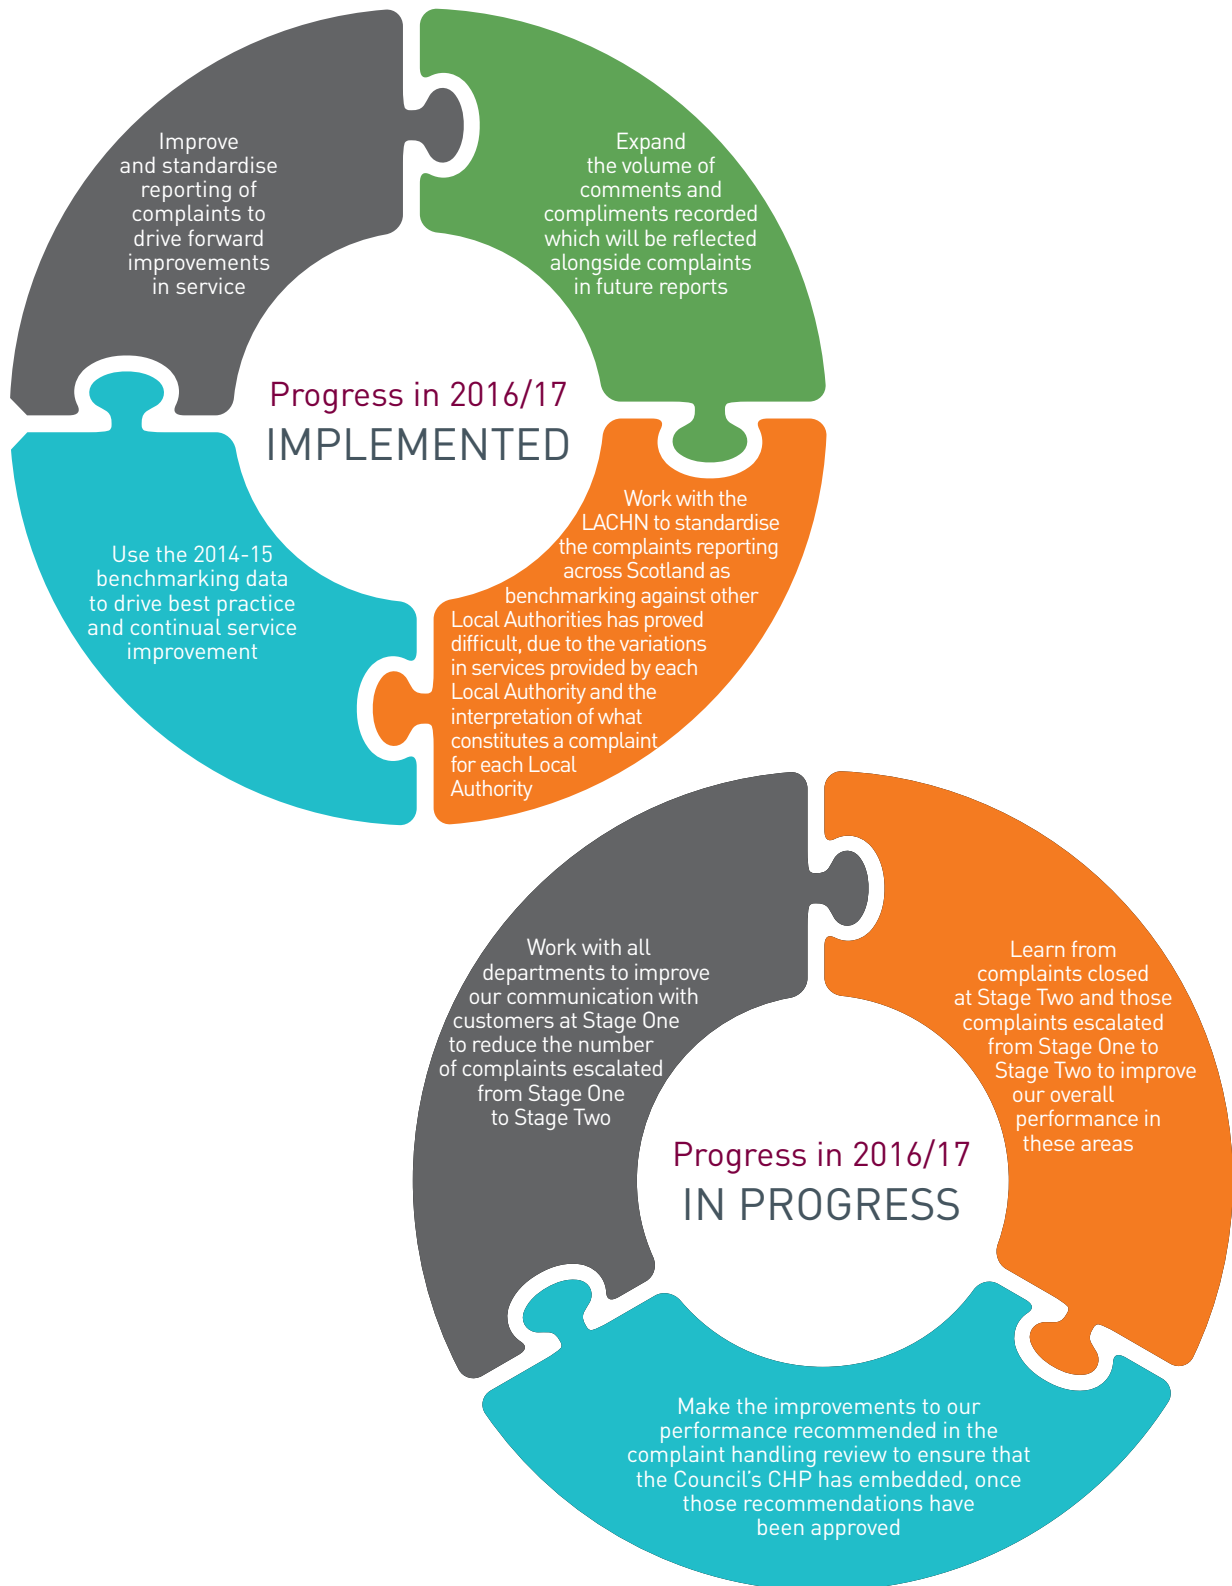 Improve
and standardise
reporting of
complaints to
drive forward
improvements
in service
Expand
the volume of
comments and
compliments recorded
which will be reflected
alongside complaints
in future reports
Progress in 2016/17
IMPLEMENTED
Use the 2014-15
benchmarking data
to drive best practice
and continual service
improvement
Work with the
LACHN to standardise
the complaints reporting
across Scotland as
benchmarking against other
Local Authorities has proved
difficult, due to the variations
in services provided by each
Local Authority and the
interpretation of what
constitutes a complaint
for each Local
Authority
Work with all
departments to improve
our communication with
customers at Stage One
to reduce the number
of complaints escalated
from Stage One
to Stage Two
Learn from
complaints closed
at Stage Two and those
complaints escalated
from Stage One to
Stage Two to improve
our overall
performance in
these areas
Progress in 2016/17
IN PROGRESS
Make the improvements to our
performance recommended in the
complaint handling review to ensure that
the Council’s CHP has embedded, once
those recommendations have
been approved